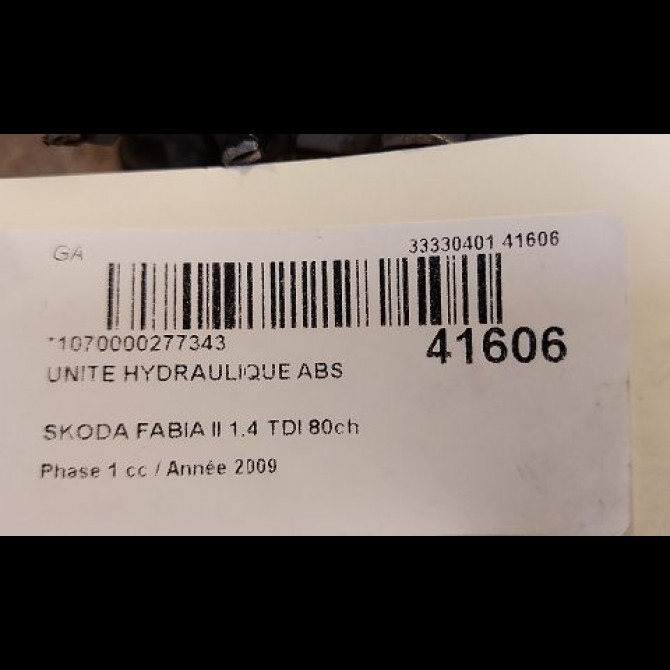 GA
33330401 41606
*1070000277343
41606
UNITE HYDRAULIQUE ABS
SKODA FABIA II 1.4 TDI 80ch
Phase 1 cc / Année 2009